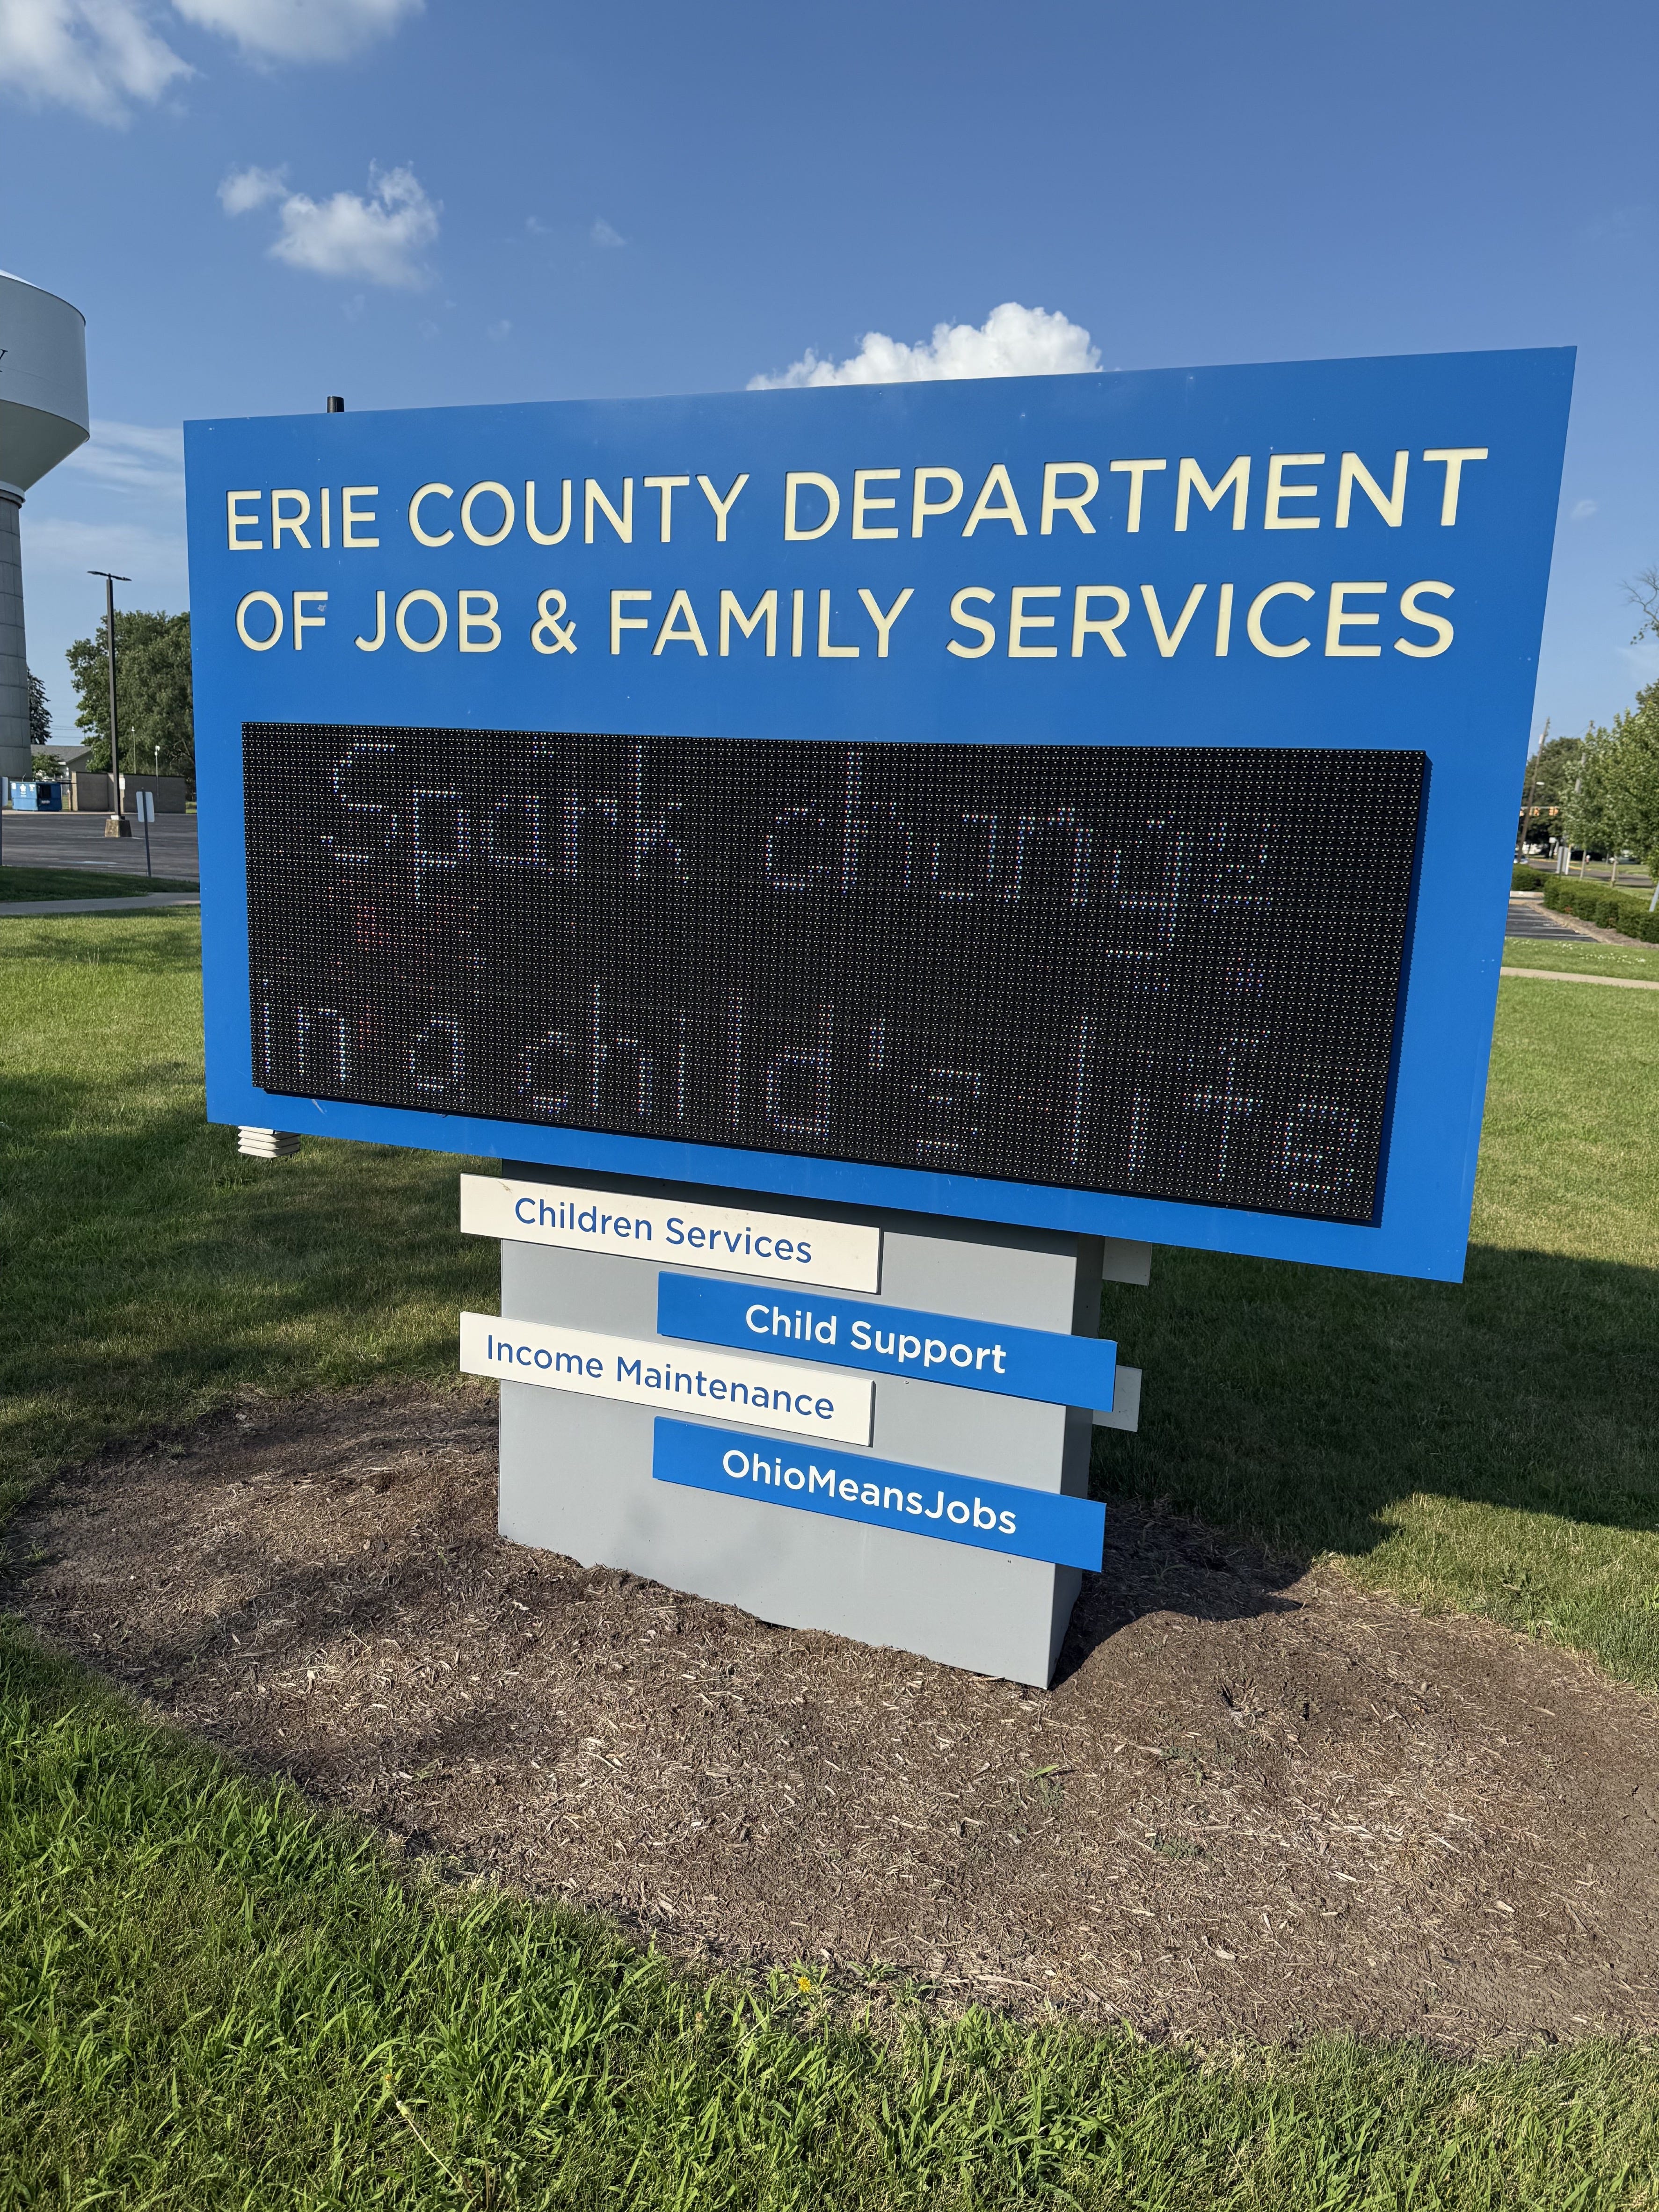 ERIE COUNTY DEPARTMENT
OF JOB & FAMILY SERVICES
Spark change
in a child's life
Children Services
Child Support
Income Maintenance
OhioMeansJobs